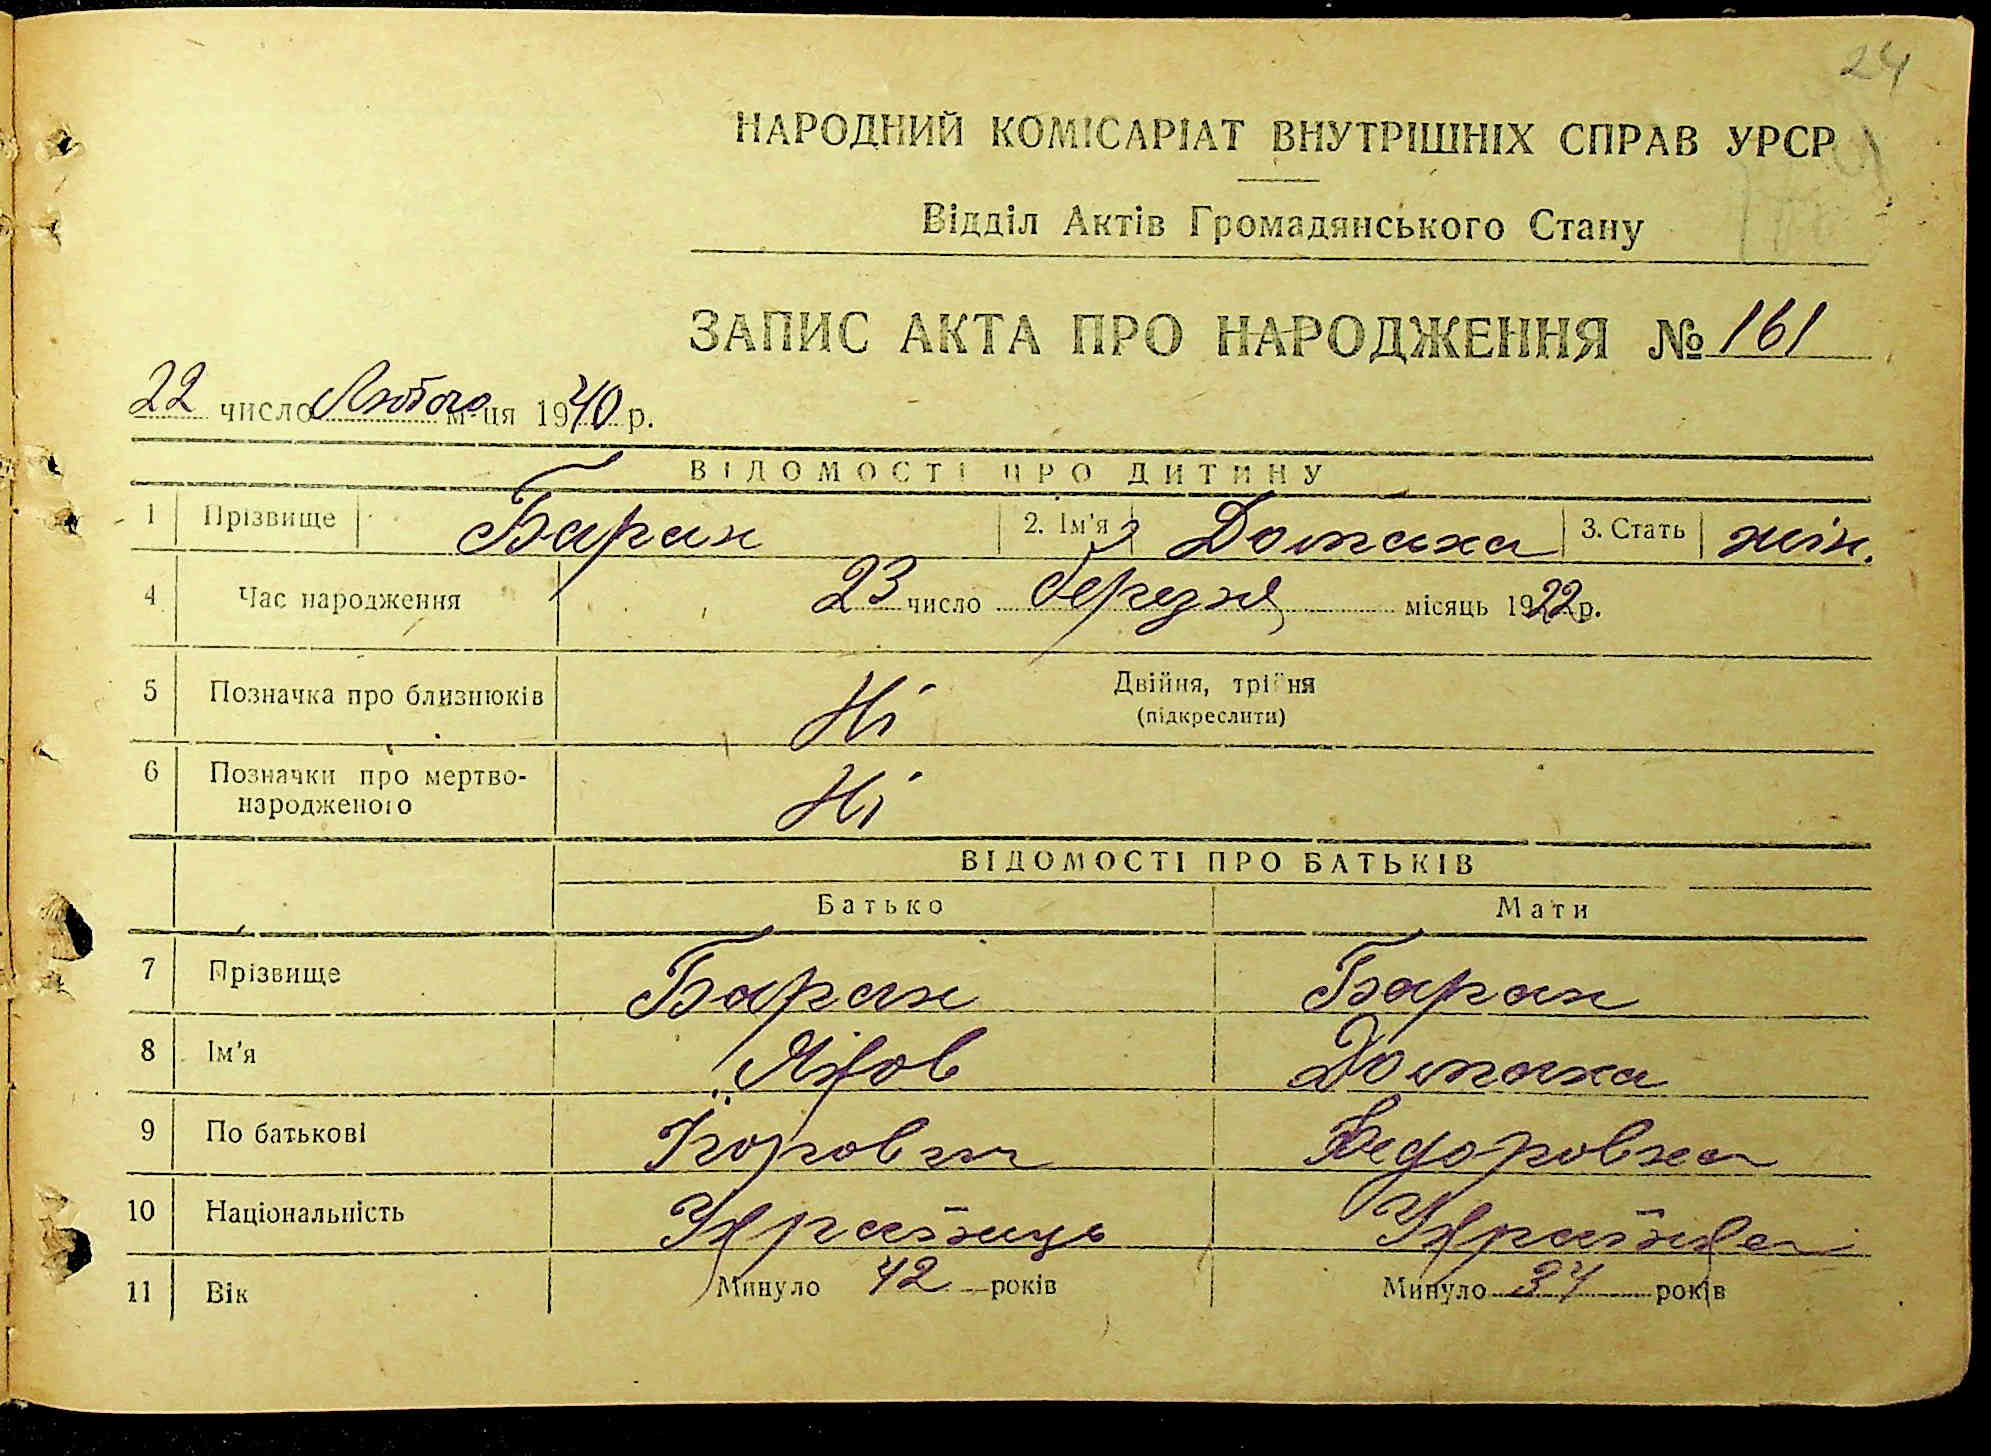 24
НАРОДНИЙ КОМІСАРІАТ ВНУТРІШНІХ СПРАВ УРСР
Відділ Актів Громадянського Стану
ЗАПИС АКТА ПРО НАРОДЖЕННЯ № 161
22 число Лютого м-ця 1940 р.
ВІДОМОСТІ ПРО ДИТИНУ
1 Прізвище Баран 2. Ім'я Домаха 3. Стать жін.
4 Час народження 23 число березня місяць 1922 р.
5 Позначка про близнюків Ні Двійня, трійня
(підкреслити)
6 Позначки про мертво-
народженого Ні
ВІДОМОСТІ ПРО БАТЬКІВ
Батько Мати
7 Прізвище Баран Баран
8 Ім'я Яков Домаха
9 По батькові Федоровна
10 Національність Українець Українка
11 Вік Минуло 42 років Минуло 34 років